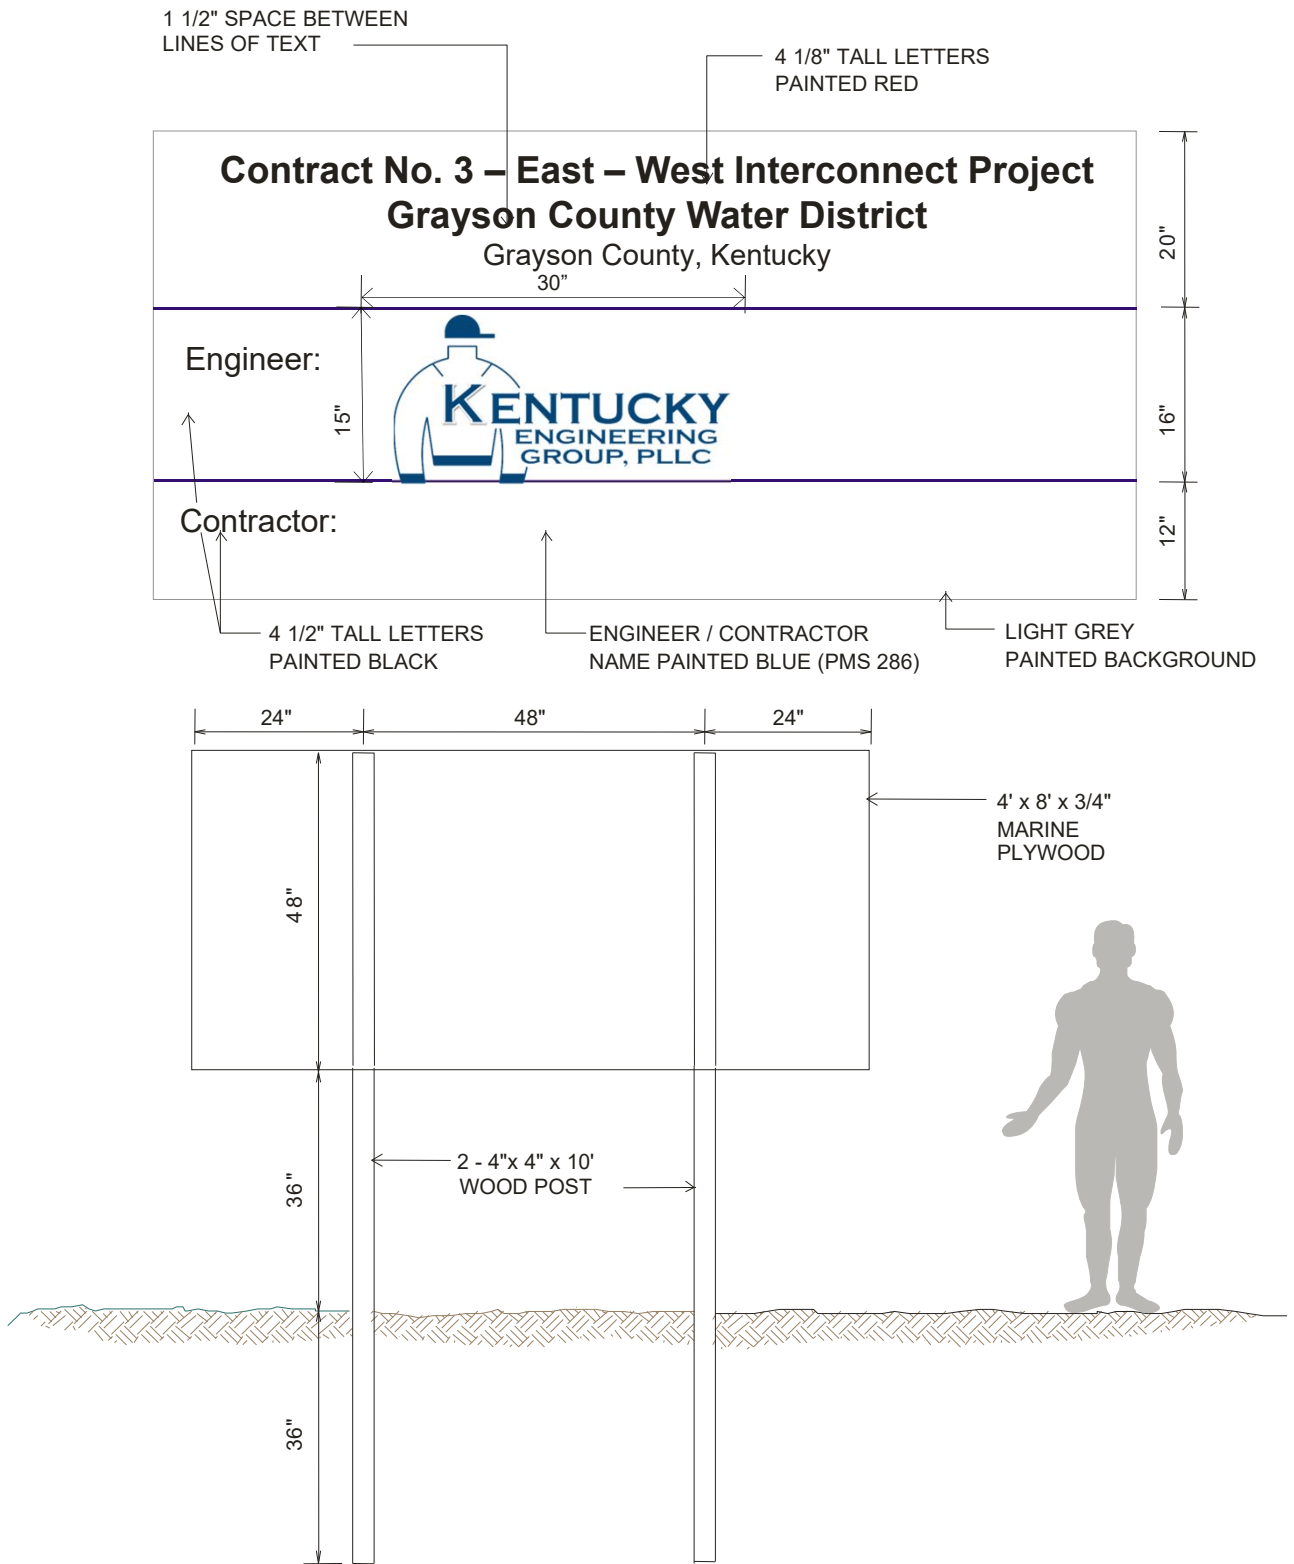 1 1/2" SPACE BETWEEN
LINES OF TEXT
4 1/8" TALL LETTERS
PAINTED RED
Contract No. 3 – East – West Interconnect Project
Grayson County Water District
Grayson County, Kentucky
30”
20"
Engineer:
15"
KENTUCKY
ENGINEERING
GROUP, PLLC
16"
Contractor:
12"
4 1/2" TALL LETTERS
PAINTED BLACK
ENGINEER / CONTRACTOR
NAME PAINTED BLUE (PMS 286)
LIGHT GREY
PAINTED BACKGROUND
24"
48"
24"
4' x 8' x 3/4"
MARINE
PLYWOOD
48"
2 - 4"x 4" x 10'
WOOD POST
36"
36"